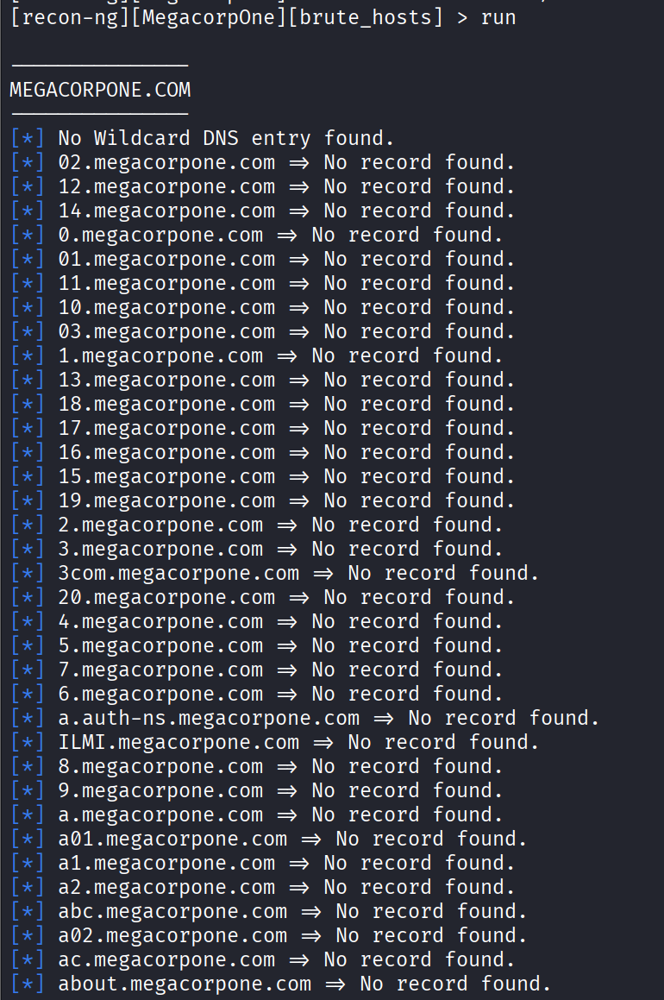 [recon-ng][MegacorpOne][brute_hosts] > run
---------------
MEGACORPONE.COM
---------------
[*] No Wildcard DNS entry found.
[*] 02.megacorpone.com => No record found.
[*] 12.megacorpone.com => No record found.
[*] 14.megacorpone.com => No record found.
[*] 0.megacorpone.com => No record found.
[*] 01.megacorpone.com => No record found.
[*] 11.megacorpone.com => No record found.
[*] 10.megacorpone.com => No record found.
[*] 03.megacorpone.com => No record found.
[*] 1.megacorpone.com => No record found.
[*] 13.megacorpone.com => No record found.
[*] 18.megacorpone.com => No record found.
[*] 17.megacorpone.com => No record found.
[*] 16.megacorpone.com => No record found.
[*] 15.megacorpone.com => No record found.
[*] 19.megacorpone.com => No record found.
[*] 2.megacorpone.com => No record found.
[*] 3.megacorpone.com => No record found.
[*] 3com.megacorpone.com => No record found.
[*] 20.megacorpone.com => No record found.
[*] 4.megacorpone.com => No record found.
[*] 5.megacorpone.com => No record found.
[*] 7.megacorpone.com => No record found.
[*] 6.megacorpone.com => No record found.
[*] a.auth-ns.megacorpone.com => No record found.
[*] ILMI.megacorpone.com => No record found.
[*] 8.megacorpone.com => No record found.
[*] 9.megacorpone.com => No record found.
[*] a.megacorpone.com => No record found.
[*] a01.megacorpone.com => No record found.
[*] a1.megacorpone.com => No record found.
[*] a2.megacorpone.com => No record found.
[*] abc.megacorpone.com => No record found.
[*] a02.megacorpone.com => No record found.
[*] ac.megacorpone.com => No record found.
[*] about.megacorpone.com => No record found.